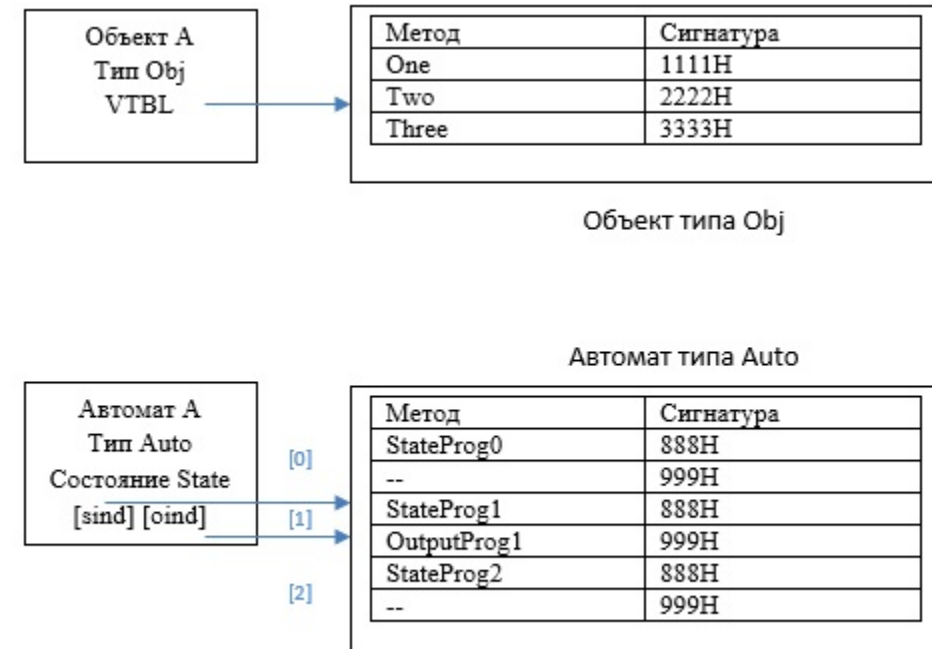 Объект А
Тип Obj
VTBL
Метод Сигнатура
One 1111H
Two 2222H
Three 3333H
Объект типа Obj
Автомат типа Auto
Автомат А
Тип Auto
Состояние State
[sind] [oind]
[0]
[1]
[2]
Метод Сигнатура
StateProg0 888H
-- 999H
StateProg1 888H
OutputProg1 999H
StateProg2 888H
-- 999H